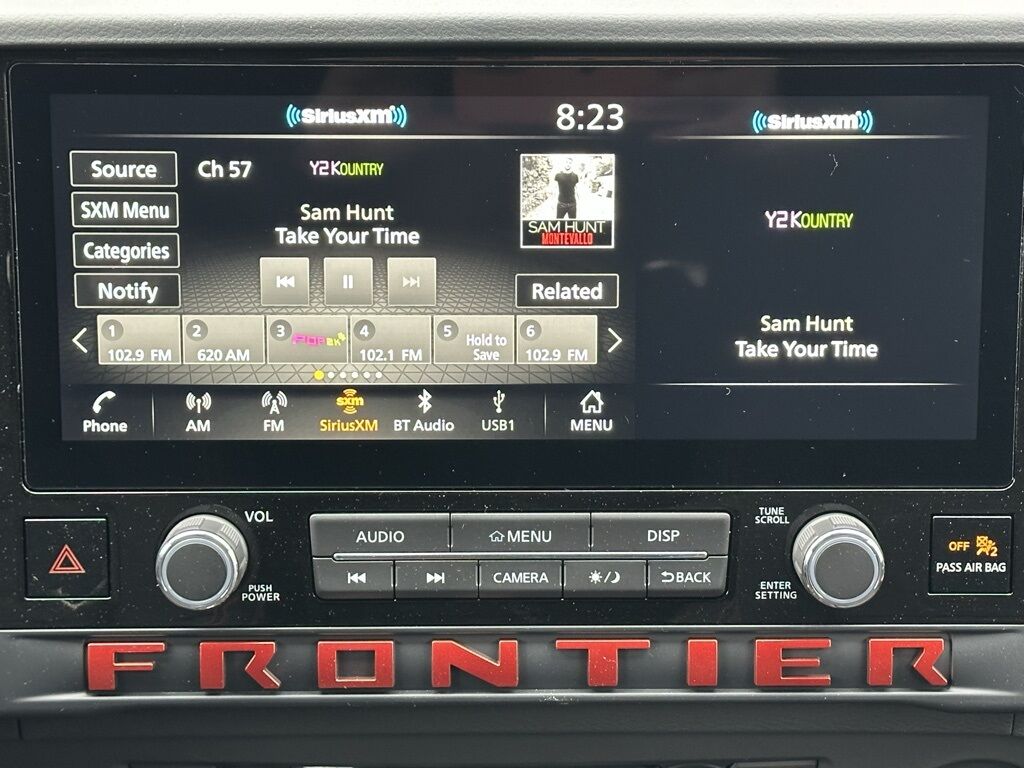 SiriusXM
8:23
SiriusXM
Source
Ch 57
Y2KOUNTRY
SXM Menu
Sam Hunt
Take Your Time
SAM HUNT
MONTEVALLO
Categories
Notify
Related
Y2KOUNTRY
Sam Hunt
Take Your Time
1
102.9 FM
2
620 AM
3
POP2K
4
102.1 FM
5
Hold to
Save
6
102.9 FM
Phone
AM
FM
sxm
SiriusXM
BT Audio
USB1
MENU
VOL
PUSH
POWER
AUDIO
MENU
DISP
CAMERA
BACK
TUNE
SCROLL
ENTER
SETTING
OFF
2
PASS AIR BAG
FRONTIER